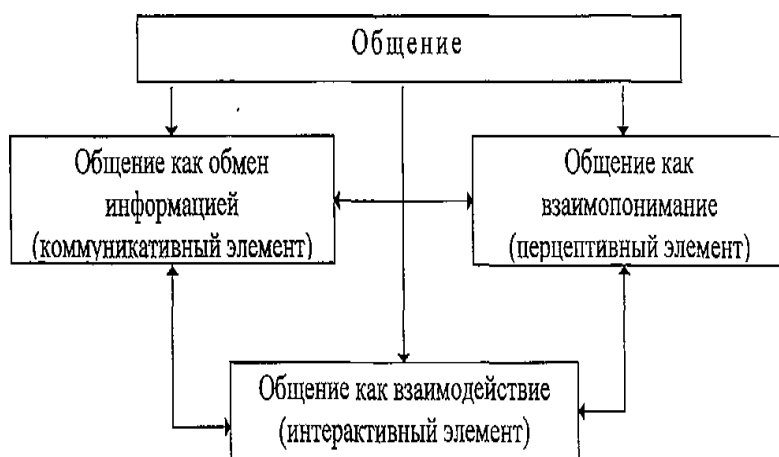 Общение
Общение как обмен
информацией
(коммуникативный элемент)
Общение как
взаимопонимание
(перцептивный элемент)
Общение как взаимодействие
(интерактивный элемент)